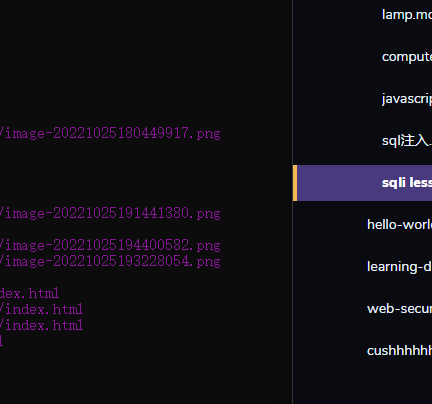 /image-20221025180449917.png
/image-20221025191441380.png
/image-20221025194400582.png
/image-20221025193228054.png
dex.html
/index.html
/index.html
l
lamp.mo
compute
javascrip
sql注入.
sqli less
hello-world
learning-d
web-secur
cushhhhhh